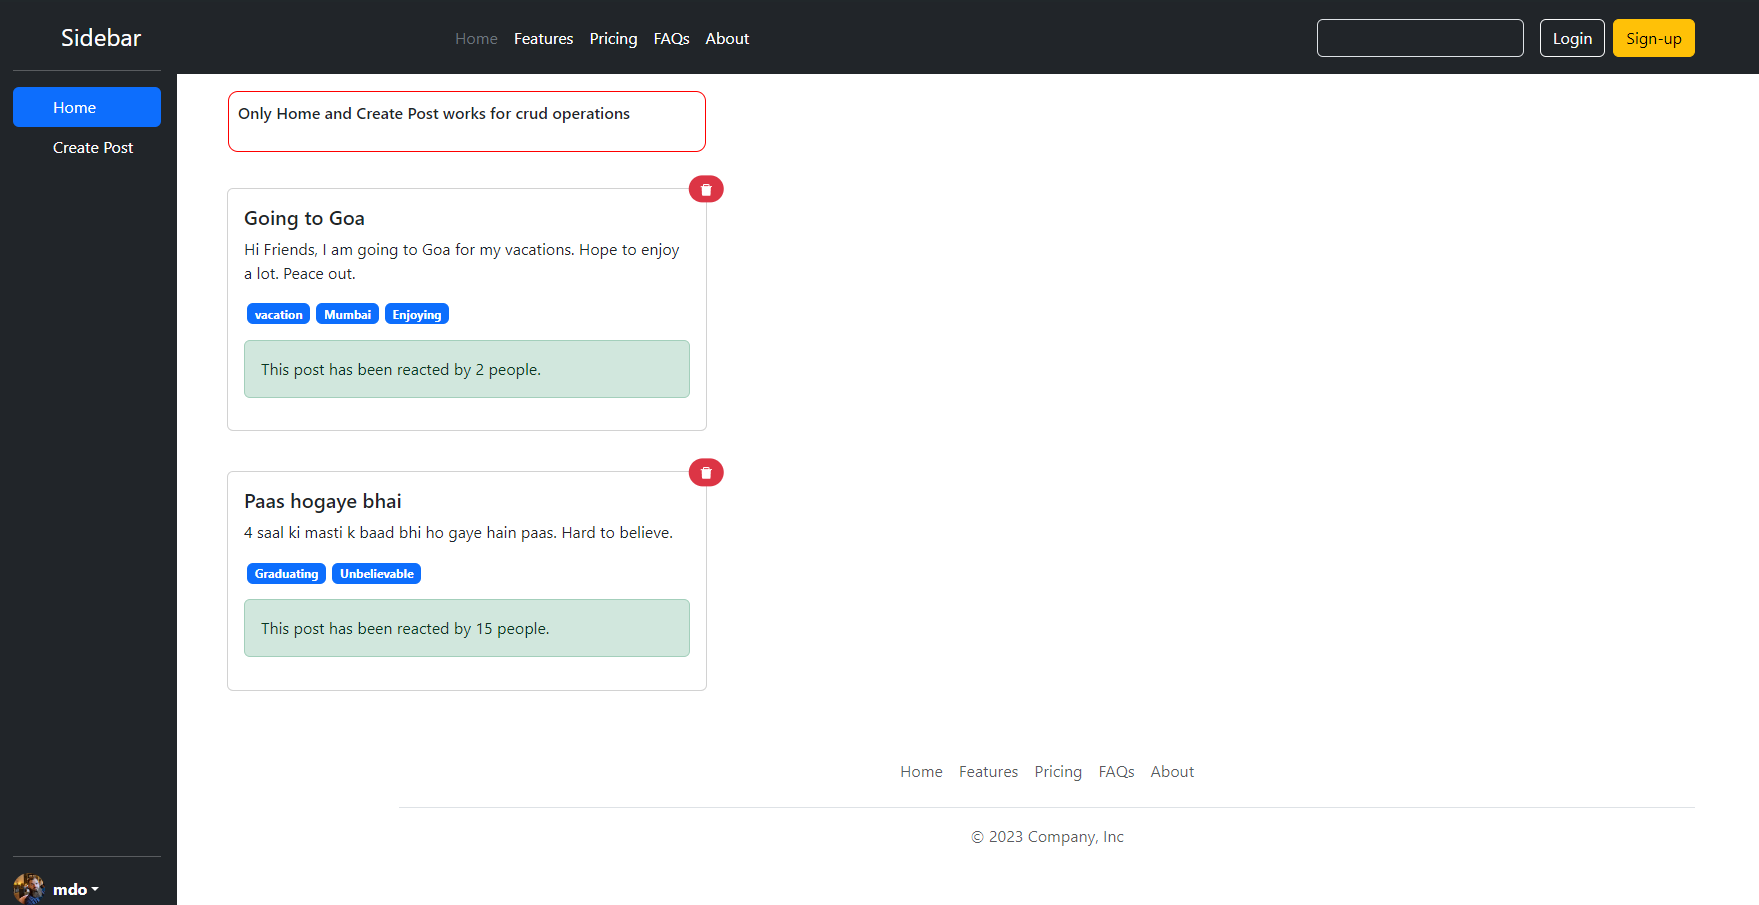 Sidebar
Home Features Pricing FAQs About
Login Sign-up
Home
Create Post
Only Home and Create Post works for crud operations
Going to Goa
Hi Friends, I am going to Goa for my vacations. Hope to enjoy
a lot. Peace out.
vacation Mumbai Enjoying
This post has been reacted by 2 people.
Paas hogaye bhai
4 saal ki masti k baad bhi ho gaye hain paas. Hard to believe.
Graduating Unbelievable
This post has been reacted by 15 people.
Home Features Pricing FAQs About
© 2023 Company, Inc
mdo